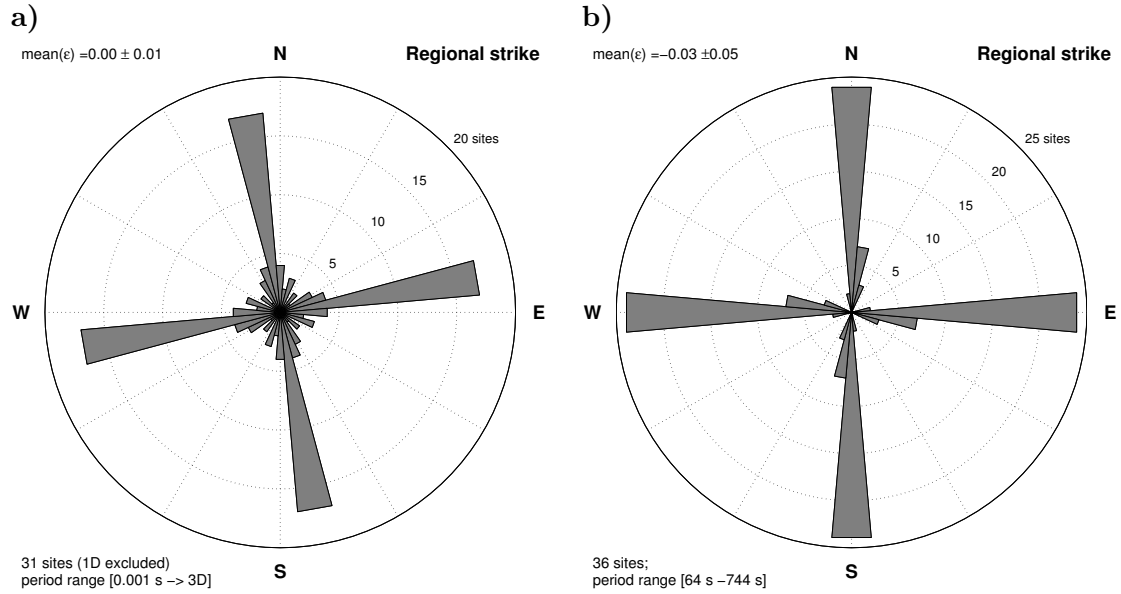 a)
mean(ε) =0.00 ± 0.01
N
Regional strike
20 sites
15
10
5
W
E
31 sites (1D excluded)
period range [0.001 s −> 3D]
S
b)
mean(ε) =−0.03 ±0.05
N
Regional strike
25 sites
20
15
10
5
W
E
36 sites;
period range [64 s −744 s]
S